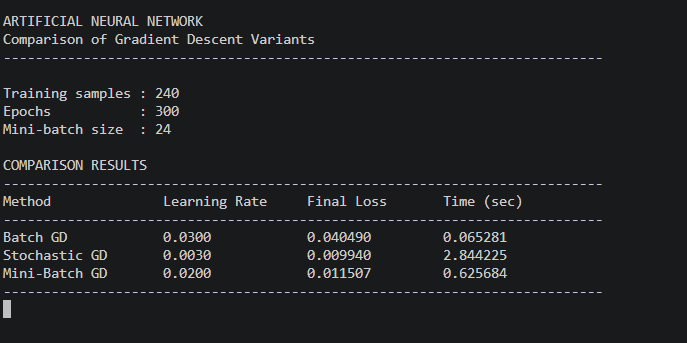 ARTIFICIAL NEURAL NETWORK
Comparison of Gradient Descent Variants
---------------------------------------------------------------------------
Training samples : 240
Epochs           : 300
Mini-batch size  : 24
COMPARISON RESULTS
---------------------------------------------------------------------------
Method              Learning Rate     Final Loss       Time (sec)
---------------------------------------------------------------------------
Batch GD            0.0300            0.040490         0.065281
Stochastic GD       0.0030            0.009940         2.844225
Mini-Batch GD       0.0200            0.011507         0.625684
---------------------------------------------------------------------------